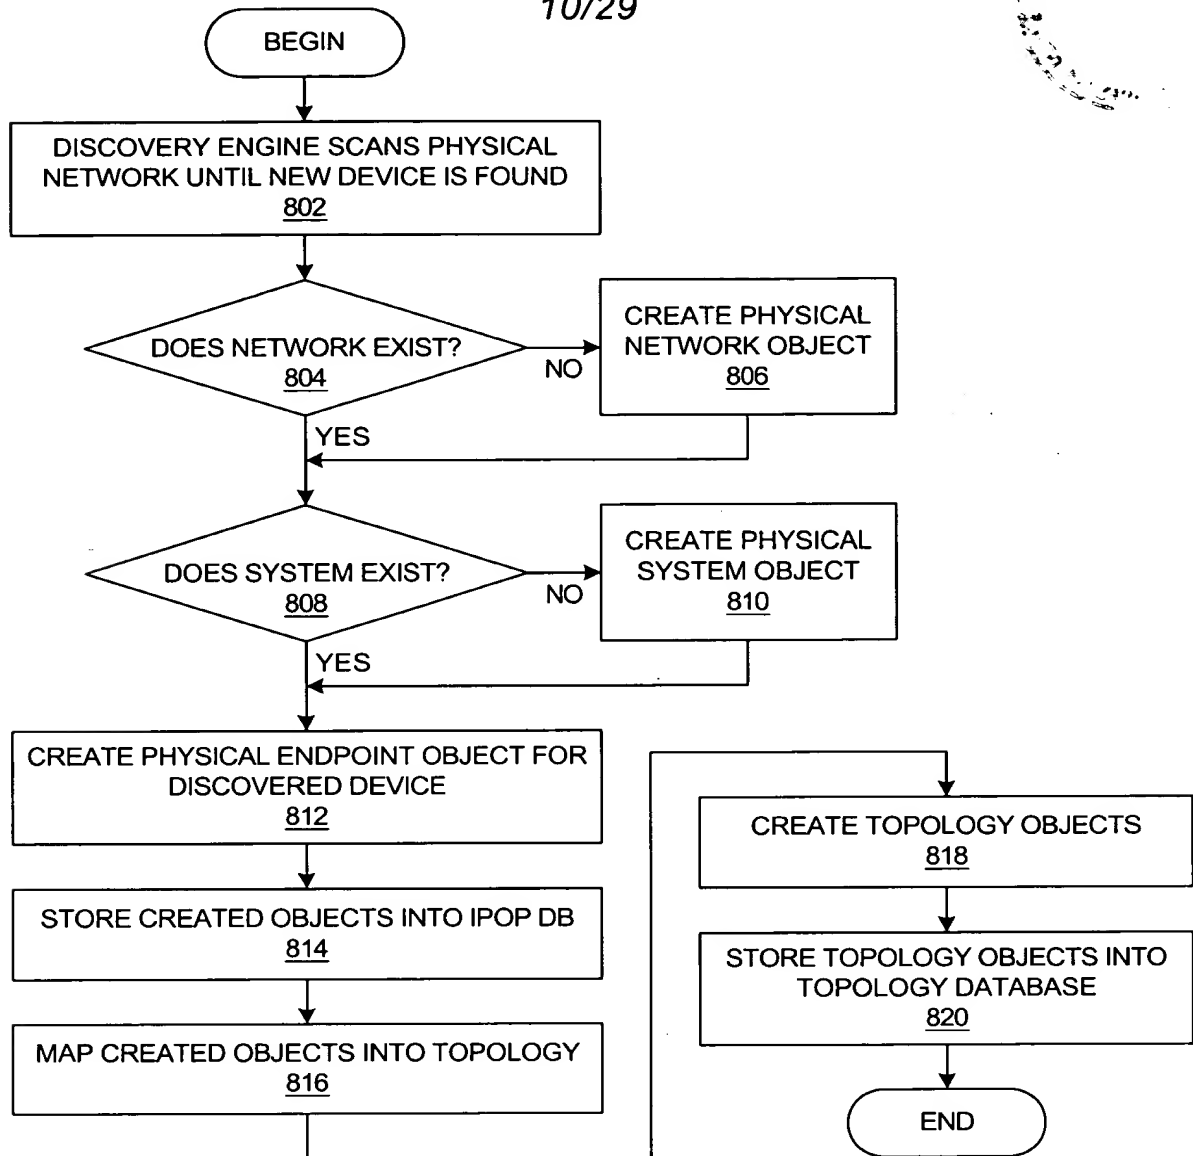 10/29
BEGIN
DISCOVERY ENGINE SCANS PHYSICAL
NETWORK UNTIL NEW DEVICE IS FOUND
802
DOES NETWORK EXIST?
804
NO
CREATE PHYSICAL
NETWORK OBJECT
806
YES
DOES SYSTEM EXIST?
808
NO
CREATE PHYSICAL
SYSTEM OBJECT
810
YES
CREATE PHYSICAL ENDPOINT OBJECT FOR
DISCOVERED DEVICE
812
STORE CREATED OBJECTS INTO IPOP DB
814
MAP CREATED OBJECTS INTO TOPOLOGY
816
CREATE TOPOLOGY OBJECTS
818
STORE TOPOLOGY OBJECTS INTO
TOPOLOGY DATABASE
820
END